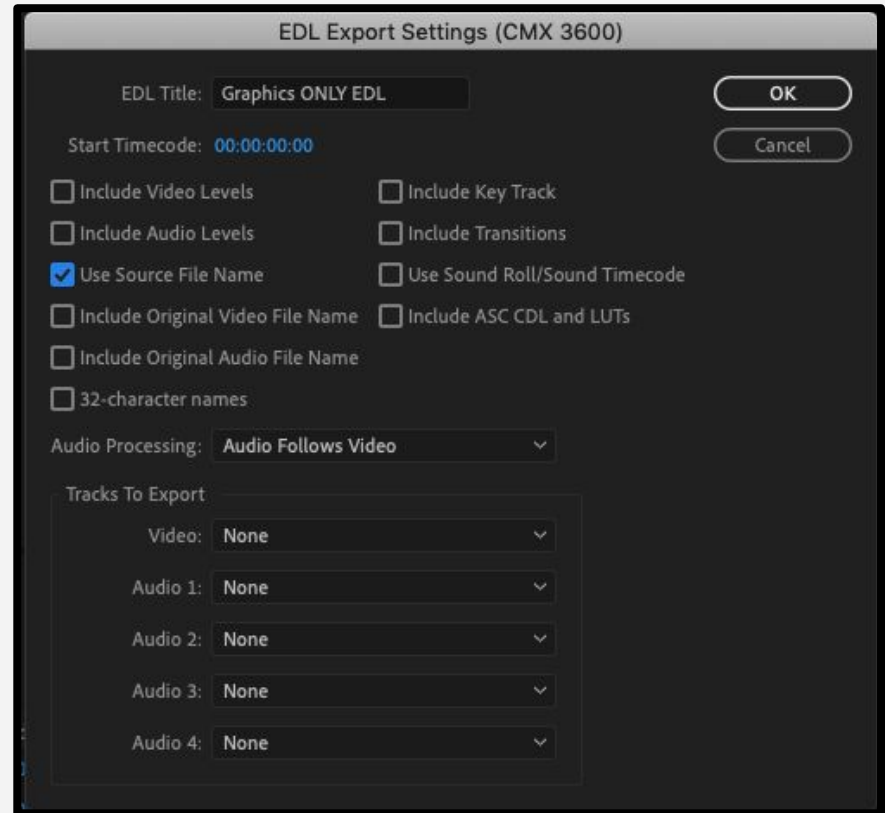 EDL Export Settings (CMX 3600)
EDL Title: Graphics ONLY EDL
OK
Start Timecode: 00:00:00:00
Cancel
Include Video Levels
Include Key Track
Include Audio Levels
Include Transitions
Use Source File Name
Use Sound Roll/Sound Timecode
Include Original Video File Name
Include ASC CDL and LUTs
Include Original Audio File Name
32-character names
Audio Processing: Audio Follows Video
Tracks To Export
Video: None
Audio 1: None
Audio 2: None
Audio 3: None
Audio 4: None